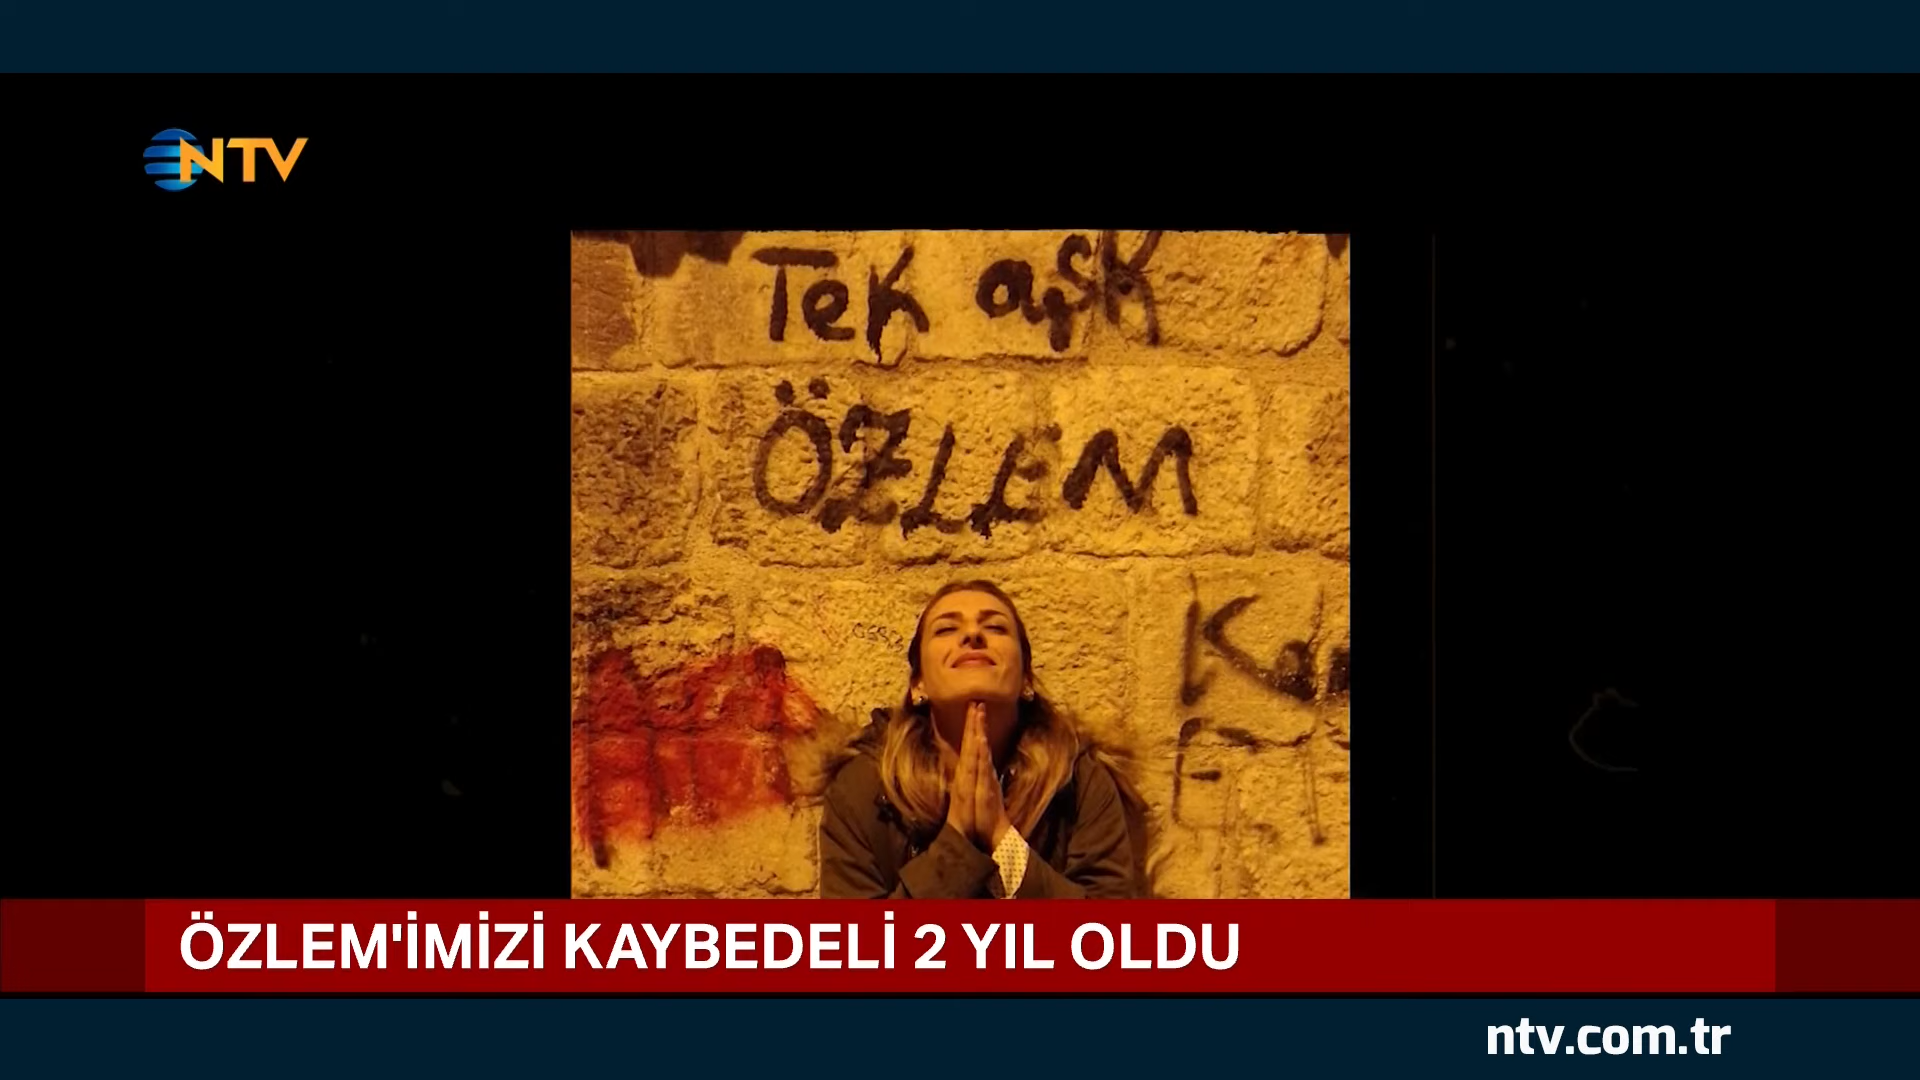 NTV
Tek aşk
ÖZLEM
ÖZLEM'İMİZİ KAYBEDELİ 2 YIL OLDU
ntv.com.tr